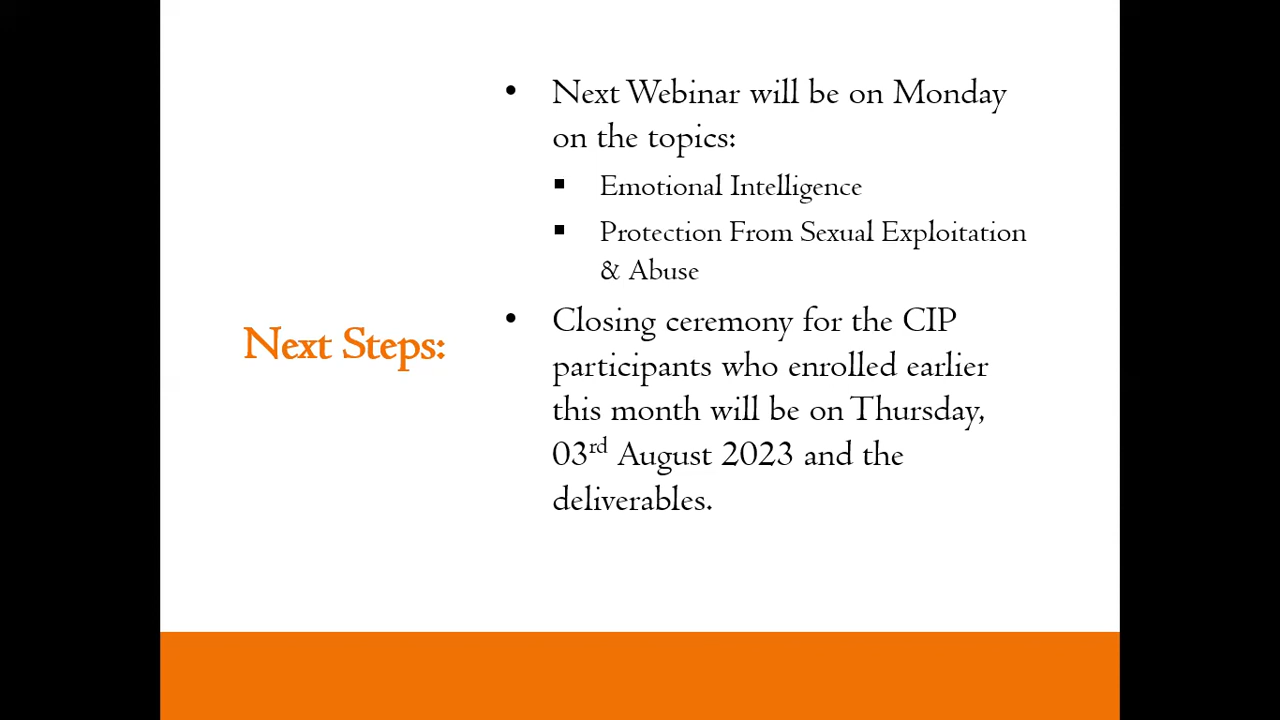 Next Steps:
• Next Webinar will be on Monday
on the topics:
▪ Emotional Intelligence
▪ Protection From Sexual Exploitation
& Abuse
• Closing ceremony for the CIP
participants who enrolled earlier
this month will be on Thursday,
03rd August 2023 and the
deliverables.